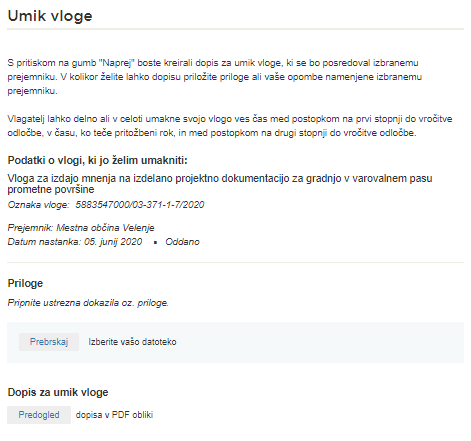 Umik vloge
S pritiskom na gumb "Naprej" boste kreirali dopis za umik vloge, ki se bo posredoval izbranemu
prejemniku. V kolikor želite lahko dopisu priložite priloge ali vaše opombe namenjene izbranemu
prejemniku.
Vlagatelj lahko delno ali v celoti umakne svojo vlogo ves čas med postopkom na prvi stopnji do vročitve
odločbe, v času, ko teče pritožbeni rok, in med postopkom na drugi stopnji do vročitve odločbe.
Podatki o vlogi, ki jo želim umakniti:
Vloga za izdajo mnenja na izdelano projektno dokumentacijo za gradnjo v varovalnem pasu
prometne površine
Oznaka vloge: 5883547000/03-371-1-7/2020
Prejemnik: Mestna občina Velenje
Datum nastanka: 05. junij 2020 • Oddano
Priloge
Pripnite ustrezna dokazila oz. priloge.
Prebrskaj Izberite vašo datoteko
Dopis za umik vloge
Predogled dopisa v PDF obliki